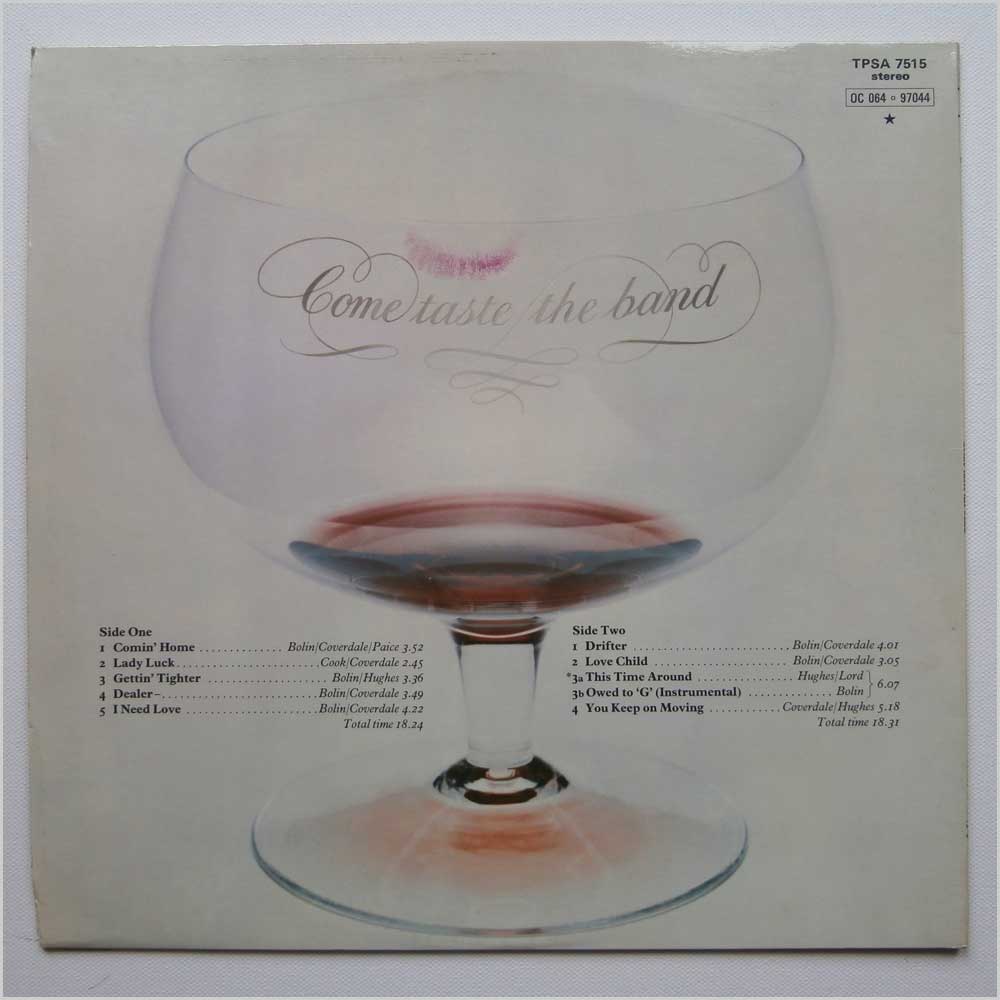 TPSA 7515
stereo
OC 064 ∘ 97044
★
Come taste the band
Side One
1 Comin' Home ............. Bolin/Coverdale/Paice 3.52
2 Lady Luck ..................... Cook/Coverdale 2.45
3 Gettin' Tighter ................ Bolin/Hughes 3.36
4 Dealer –..................... Bolin/Coverdale 3.49
5 I Need Love ................... Bolin/Coverdale 4.22
Total time 18.24
Side Two
1 Drifter ......................... Bolin/Coverdale 4.01
2 Love Child ..................... Bolin/Coverdale 3.05
*3a This Time Around ............... Hughes/Lord } 6.07
3b Owed to 'G' (Instrumental) ............. Bolin
4 You Keep on Moving ........... Coverdale/Hughes 5.18
Total time 18.31